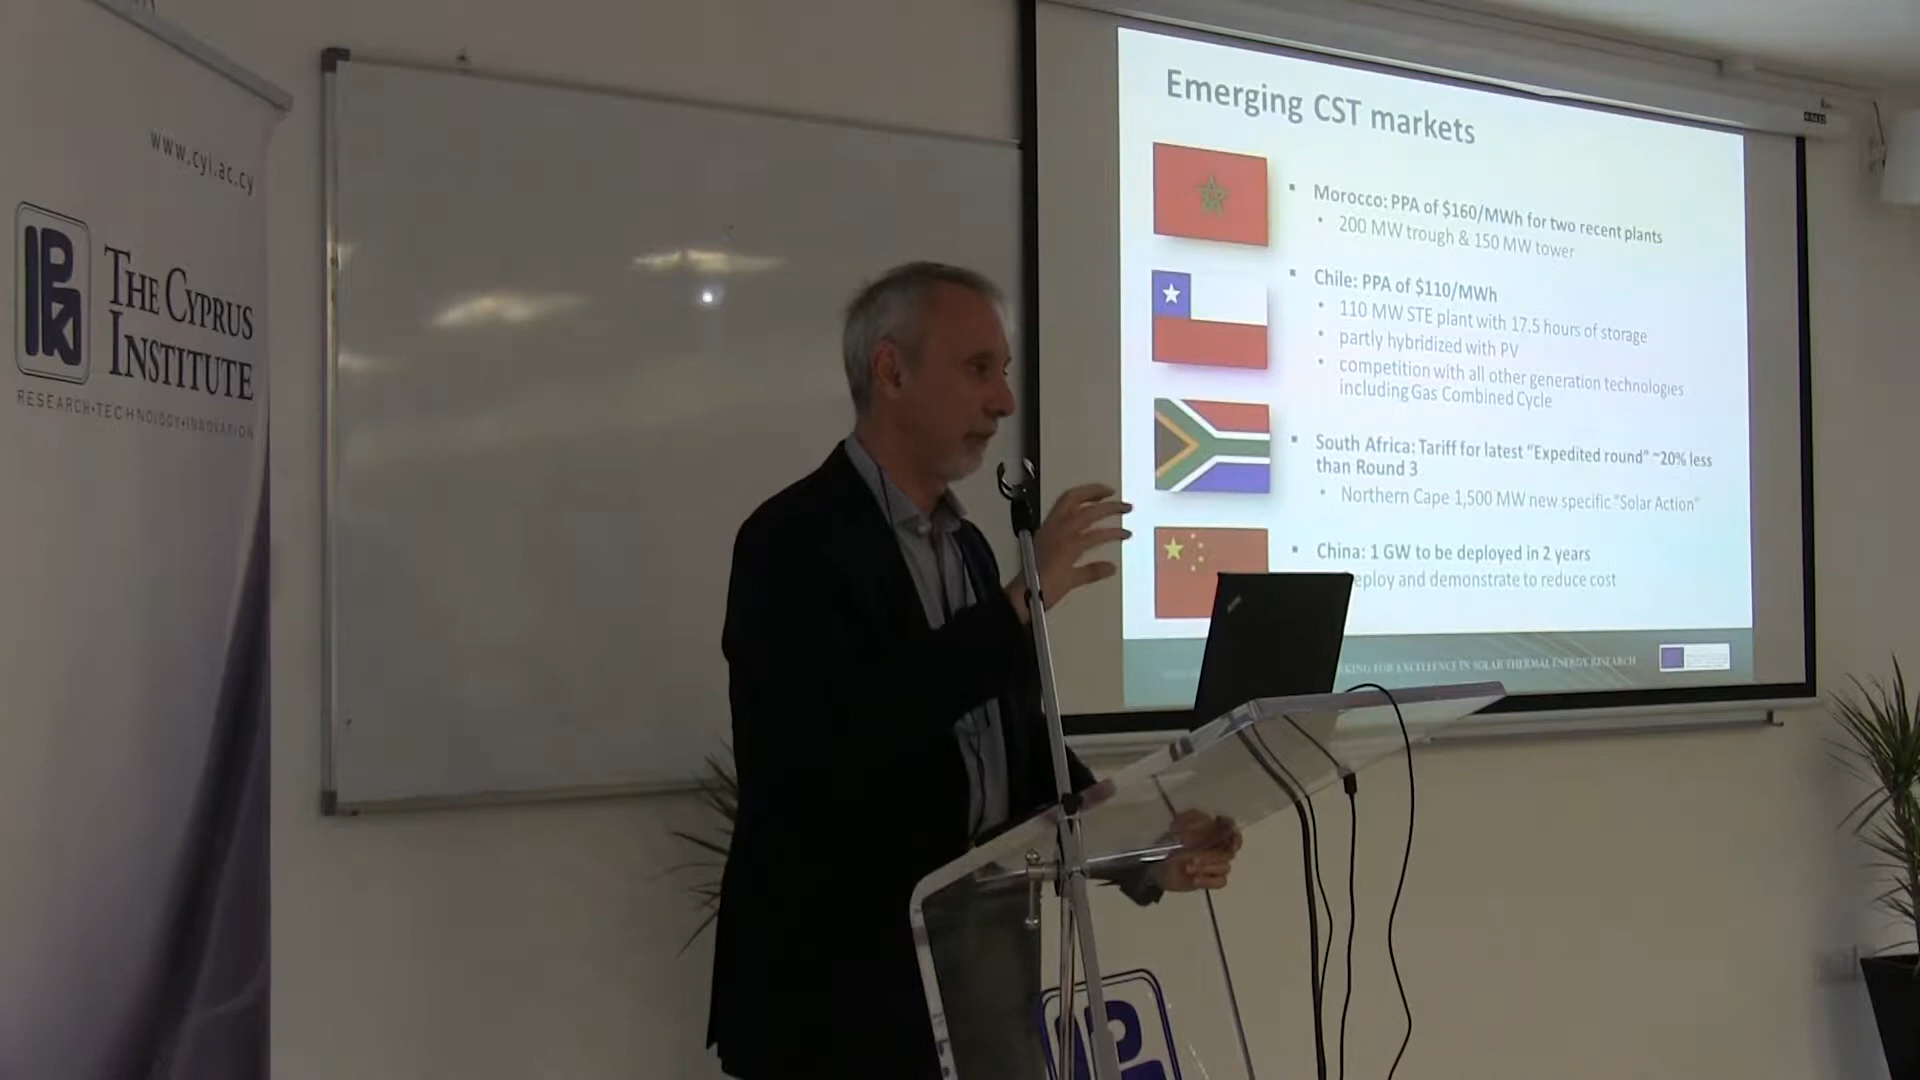 www.cyi.ac.cy
THE CYPRUS
INSTITUTE
RESEARCH•TECHNOLOGY•INNOVATION
Emerging CST markets
▪ Morocco: PPA of $160/MWh for two recent plants
• 200 MW trough & 150 MW tower
▪ Chile: PPA of $110/MWh
• 110 MW STE plant with 17.5 hours of storage
• partly hybridized with PV
• competition with all other generation technologies
including Gas Combined Cycle
▪ South Africa: Tariff for latest "Expedited round" ~20% less
than Round 3
• Northern Cape 1,500 MW new specific "Solar Action"
▪ China: 1 GW to be deployed in 2 years
eploy and demonstrate to reduce cost
KING FOR EXCELLENCE IN SOLAR THERMAL ENERGY RESEARCH